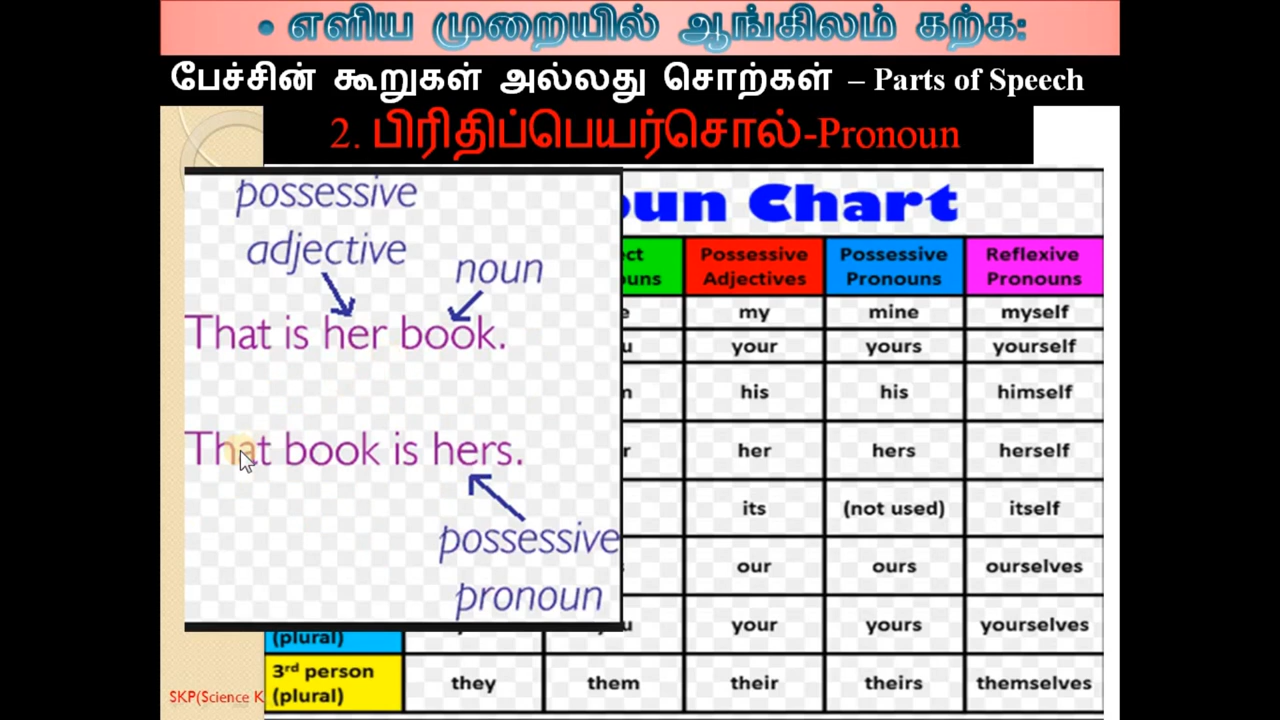 • எளிய முறையில் ஆங்கிலம் கற்க:
பேச்சின் கூறுகள் அல்லது சொற்கள் – Parts of Speech
2. பிரிதிப்பெயர்சொல்-Pronoun
possessive
adjective
noun
That is her book.
That book is hers.
possessive
pronoun
Chart
Possessive Adjectives Possessive Pronouns Reflexive Pronouns
my mine myself
your yours yourself
his his himself
her hers herself
its (not used) itself
our ours ourselves
(plural) your yours yourselves
3rd person (plural) they them their theirs themselves
SKP(Science K